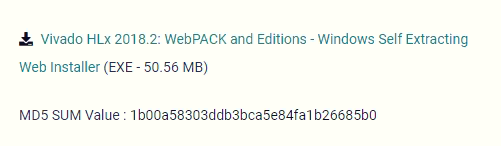 Vivado HLx 2018.2: WebPACK and Editions - Windows Self Extracting
Web Installer (EXE - 50.56 MB)
MD5 SUM Value : 1b00a58303ddb3bca5e84fa1b26685b0